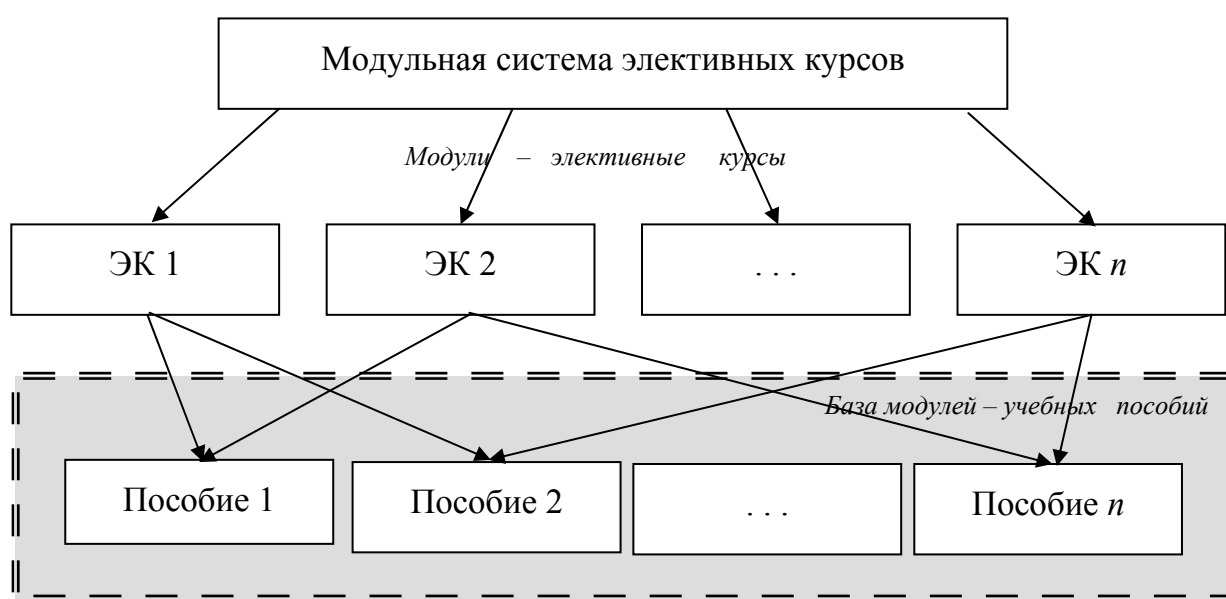 Модульная система элективных курсов
Модули – элективные курсы
ЭК 1
ЭК 2
. . .
ЭК n
База модулей – учебных пособий
Пособие 1
Пособие 2
. . .
Пособие n